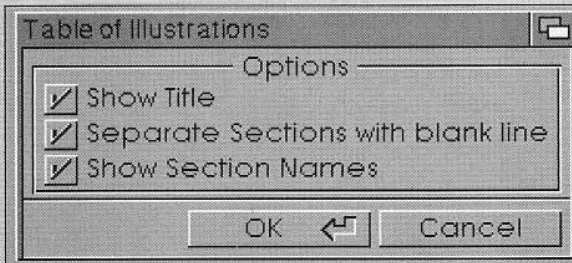 Table of Illustrations
Options
Show Title
Separate Sections with blank line
Show Section Names
OK Cancel